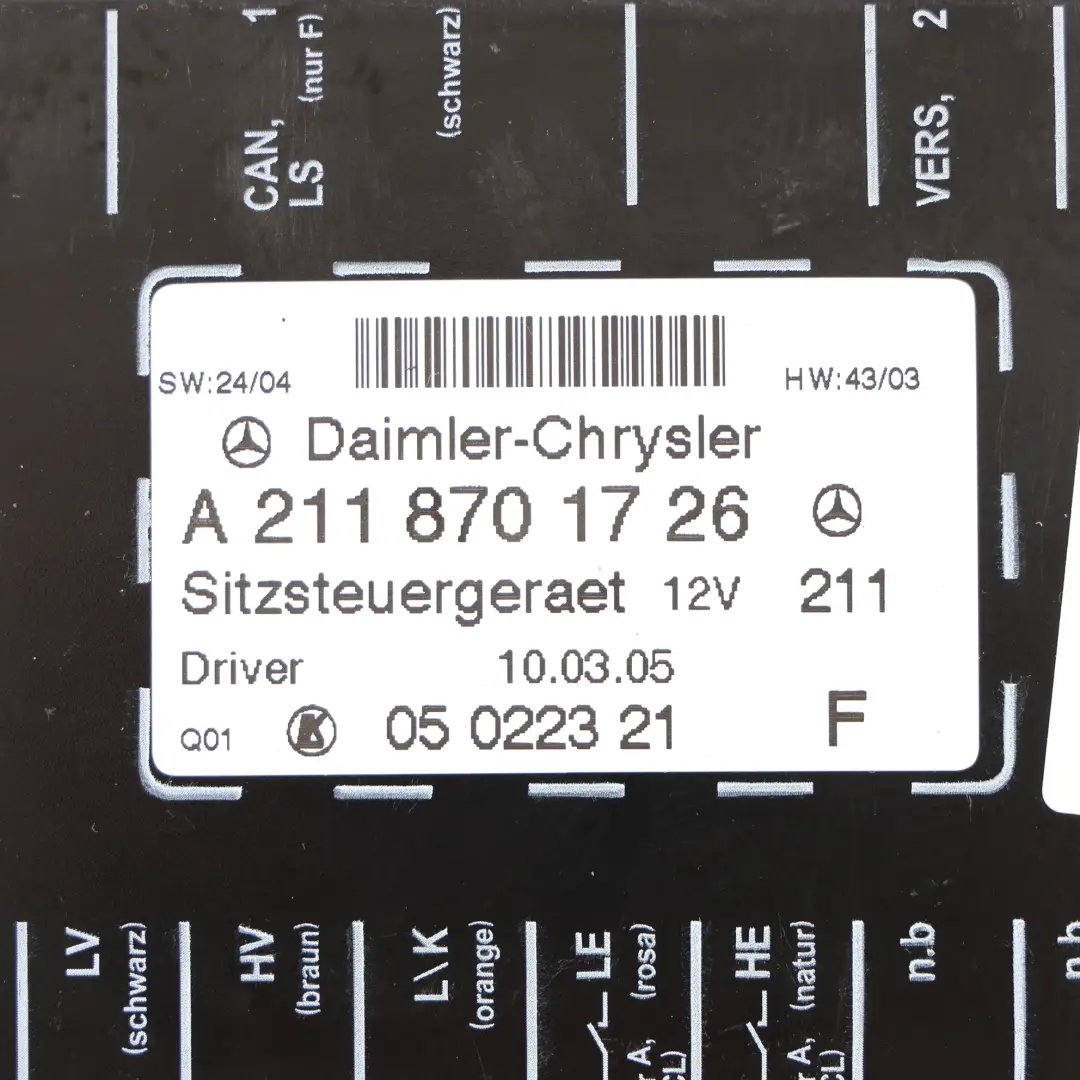 CAN, 1
LS (nur F)
(schwarz)
VERS, 2
SW:24/04
HW:43/03
Daimler-Chrysler
A 211 870 17 26
Sitzsteuergeraet 12V 211
Driver 10.03.05
Q01 K 05 0223 21 F
LV
(schwarz)
HV
(braun)
L\K
(orange)
LE
(rosa)
HE
(natur)
n.b
n.b